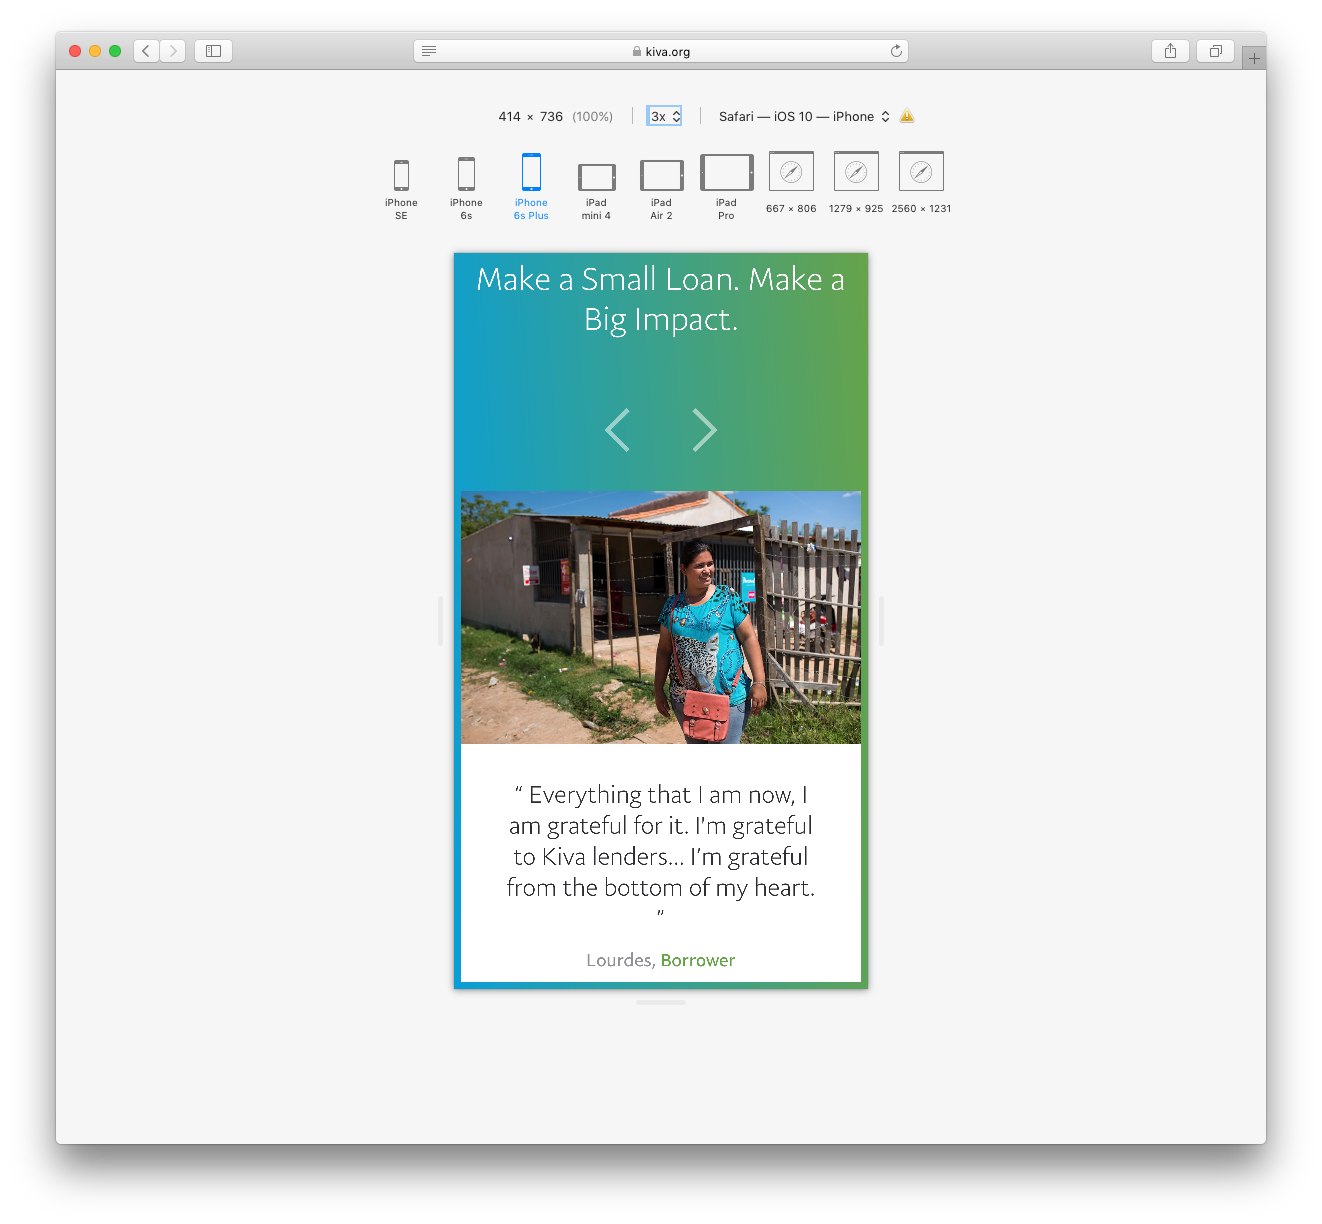 kiva.org
414 × 736 (100%)
3x
Safari — iOS 10 — iPhone
iPhone
SE
iPhone
6s
iPhone
6s Plus
iPad
mini 4
iPad
Air 2
iPad
Pro
667 × 806
1279 × 925
2560 × 1231
Make a Small Loan. Make a
Big Impact.
“ Everything that I am now, I
am grateful for it. I’m grateful
to Kiva lenders... I’m grateful
from the bottom of my heart.
”
Lourdes, Borrower